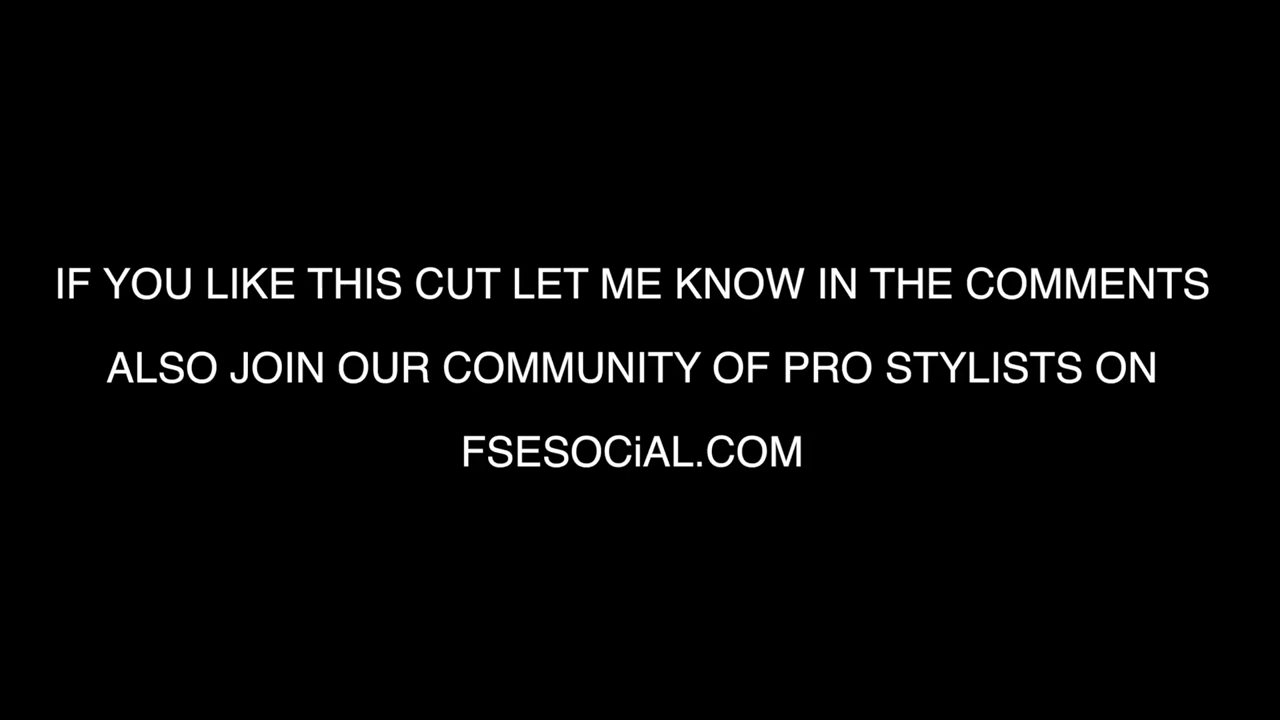 IF YOU LIKE THIS CUT LET ME KNOW IN THE COMMENTS
ALSO JOIN OUR COMMUNITY OF PRO STYLISTS ON
FSESOCiAL.COM